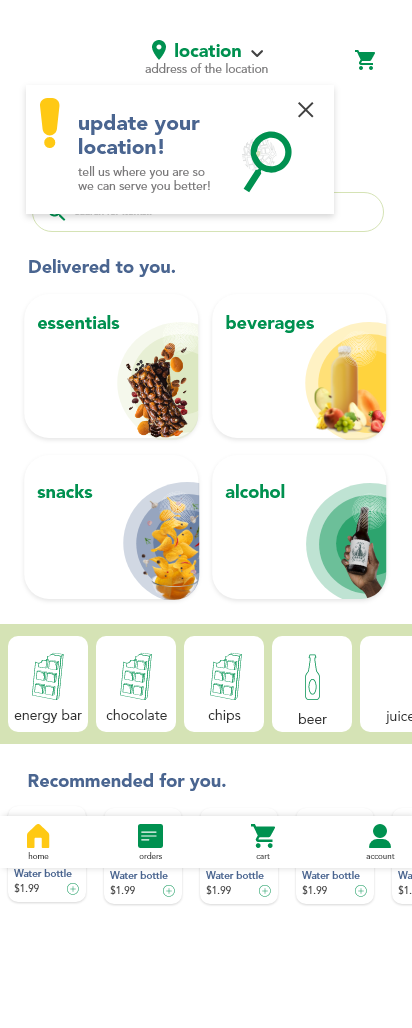 location
address of the location
update your
location!
tell us where you are so
we can serve you better!
Delivered to you.
essentials
beverages
snacks
alcohol
energy bar
chocolate
chips
beer
juice
Recommended for you.
home
orders
cart
account
Water bottle
Water bottle
Water bottle
Water bottle
Wat
$1.99
$1.99
$1.99
$1.99
$1.